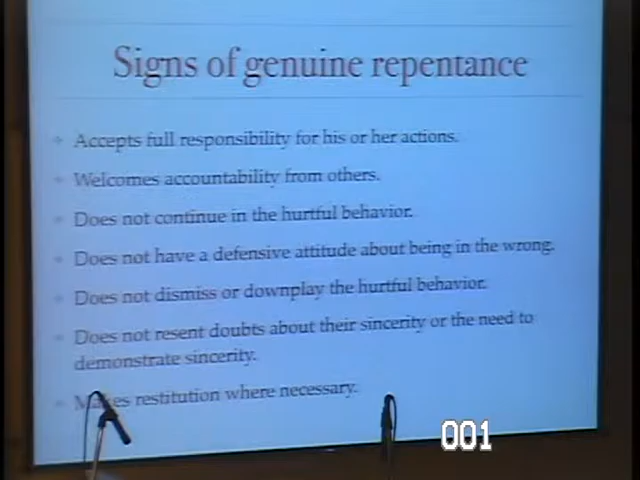 Signs of genuine repentance
Accepts full responsibility for his or her actions.
Welcomes accountability from others.
Does not continue in the hurtful behavior.
Does not have a defensive attitude about being in the wrong.
Does not dismiss or downplay the hurtful behavior.
Does not resent doubts about their sincerity or the need to
demonstrate sincerity.
Makes restitution where necessary.
001